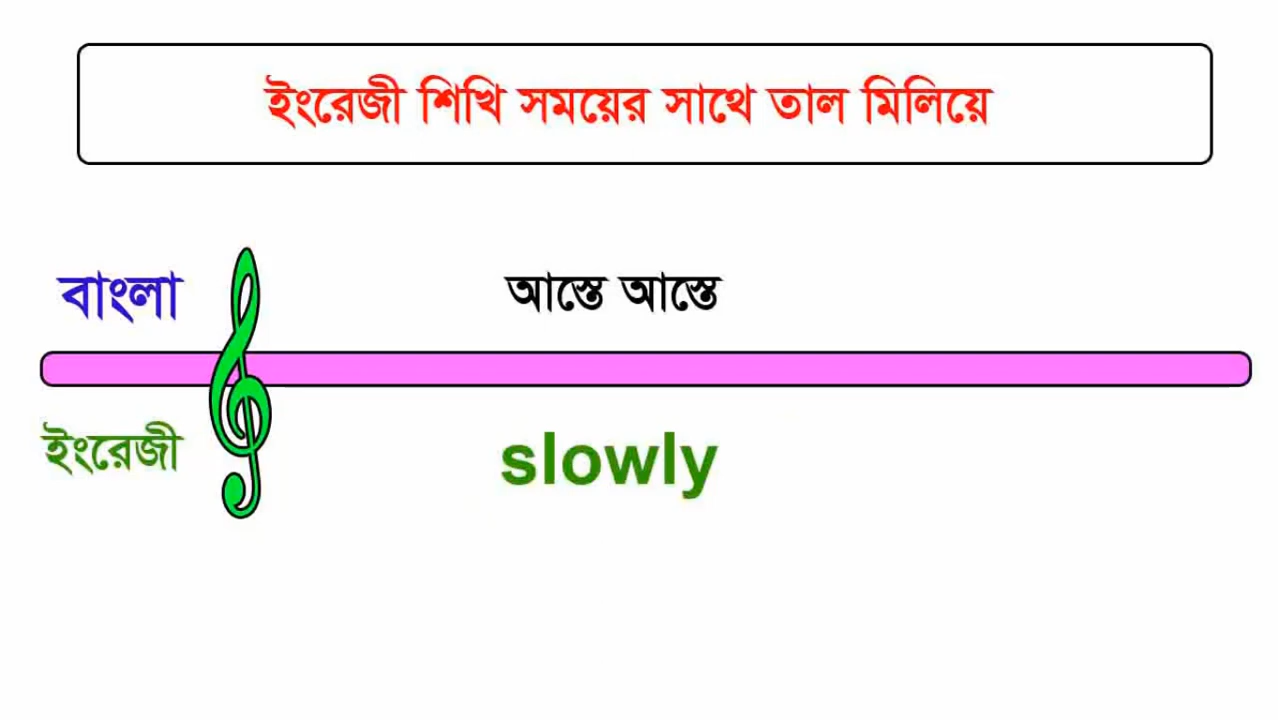 ইংরেজী শিখি সময়ের সাথে তাল মিলিয়ে
বাংলা আস্তে আস্তে
ইংরেজী slowly